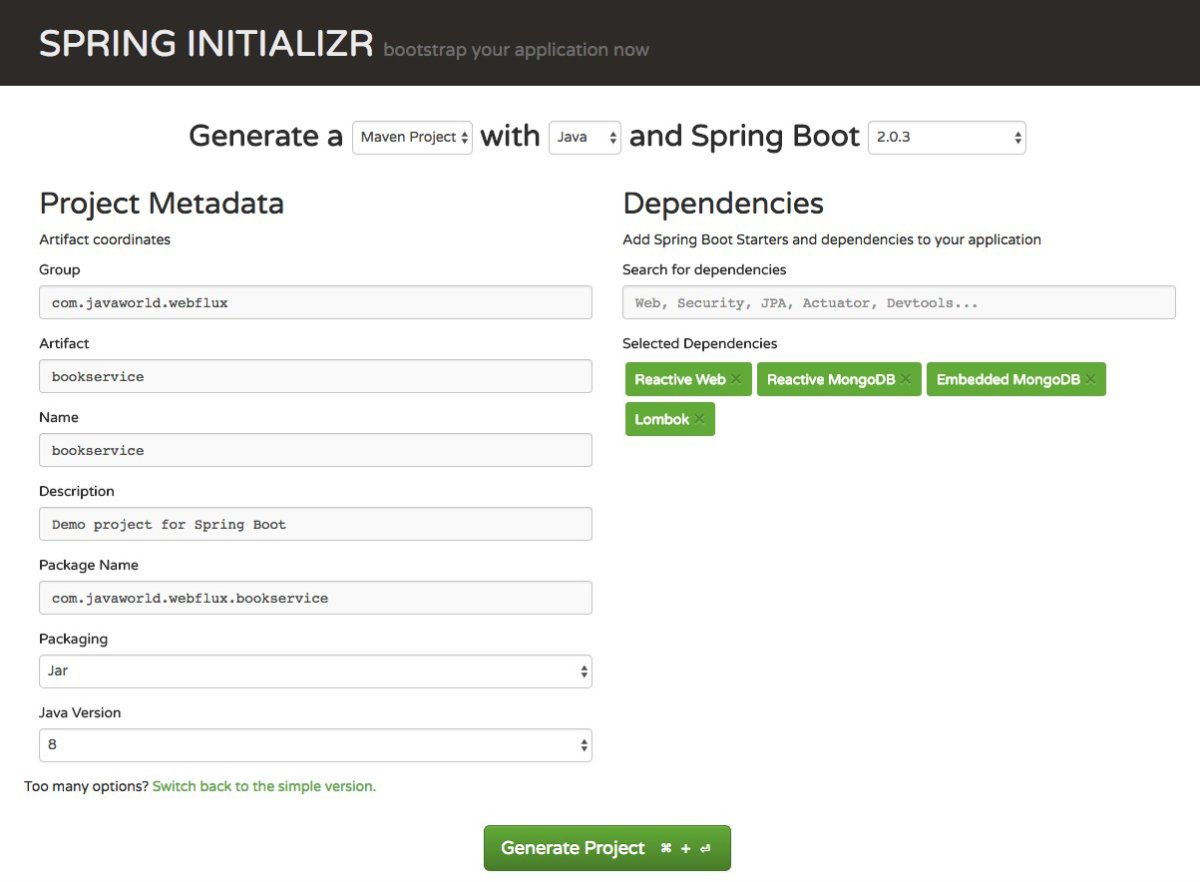 SPRING INITIALIZR bootstrap your application now
Generate a Maven Project with Java and Spring Boot 2.0.3
Project Metadata
Artifact coordinates
Group
com.javaworld.webflux
Artifact
bookservice
Name
bookservice
Description
Demo project for Spring Boot
Package Name
com.javaworld.webflux.bookservice
Packaging
Jar
Java Version
8
Too many options? Switch back to the simple version.
Dependencies
Add Spring Boot Starters and dependencies to your application
Search for dependencies
Web, Security, JPA, Actuator, Devtools...
Selected Dependencies
Reactive Web × Reactive MongoDB × Embedded MongoDB ×
Lombok ×
Generate Project ⌘ + ⏎